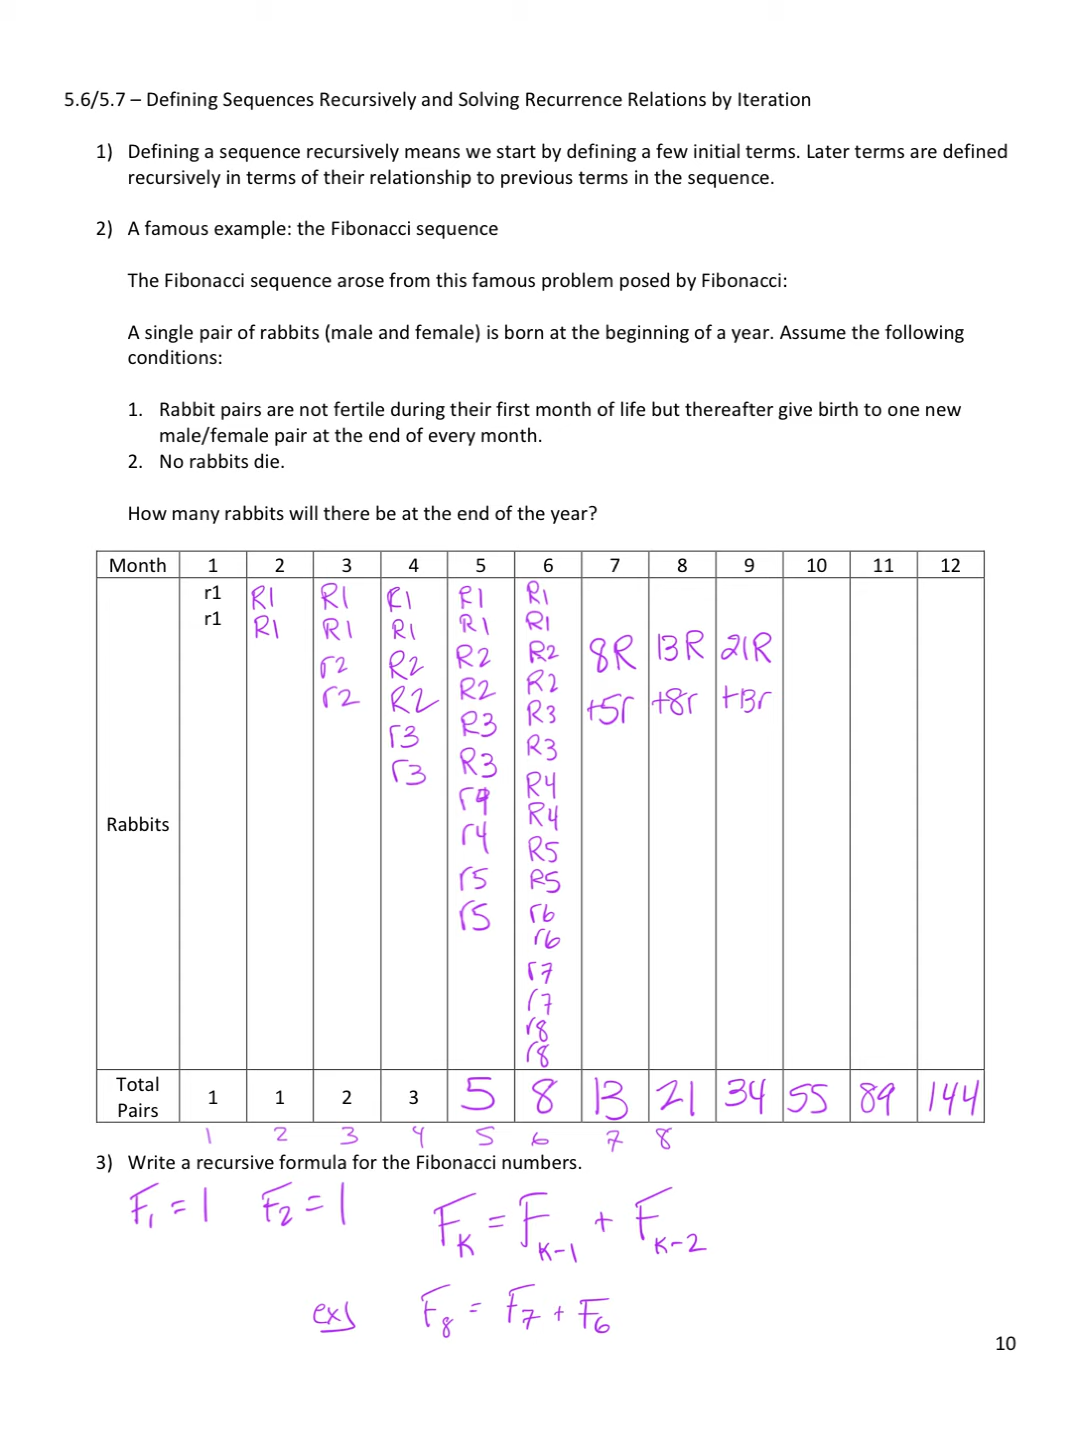 5.6/5.7 – Defining Sequences Recursively and Solving Recurrence Relations by Iteration
1) Defining a sequence recursively means we start by defining a few initial terms. Later terms are defined
recursively in terms of their relationship to previous terms in the sequence.
2) A famous example: the Fibonacci sequence
The Fibonacci sequence arose from this famous problem posed by Fibonacci:
A single pair of rabbits (male and female) is born at the beginning of a year. Assume the following
conditions:
1. Rabbit pairs are not fertile during their first month of life but thereafter give birth to one new
male/female pair at the end of every month.
2. No rabbits die.
How many rabbits will there be at the end of the year?
Month 1 2 3 4 5 6 7 8 9 10 11 12
Rabbits
r1
r1
R1
R1
R1
R1
r2
r2
R1
R1
R2
R2
r3
r3
R1
R1
R2
R2
R3
R3
r4
r4
r5
r5
R1
R1
R2
R2
R3
R3
R4
R4
R5
R5
r6
r6
r7
r7
r8
r8
8R
+5r
13R
+8r
21R
+13r
Total
Pairs
1 1 2 3 5 8 13 21 34 55 89 144
1 2 3 4 5 6 7 8
3) Write a recursive formula for the Fibonacci numbers.
F₁ = 1 F₂ = 1 F_K = F_K-1 + F_K-2
ex) F₈ = F₇ + F₆
10